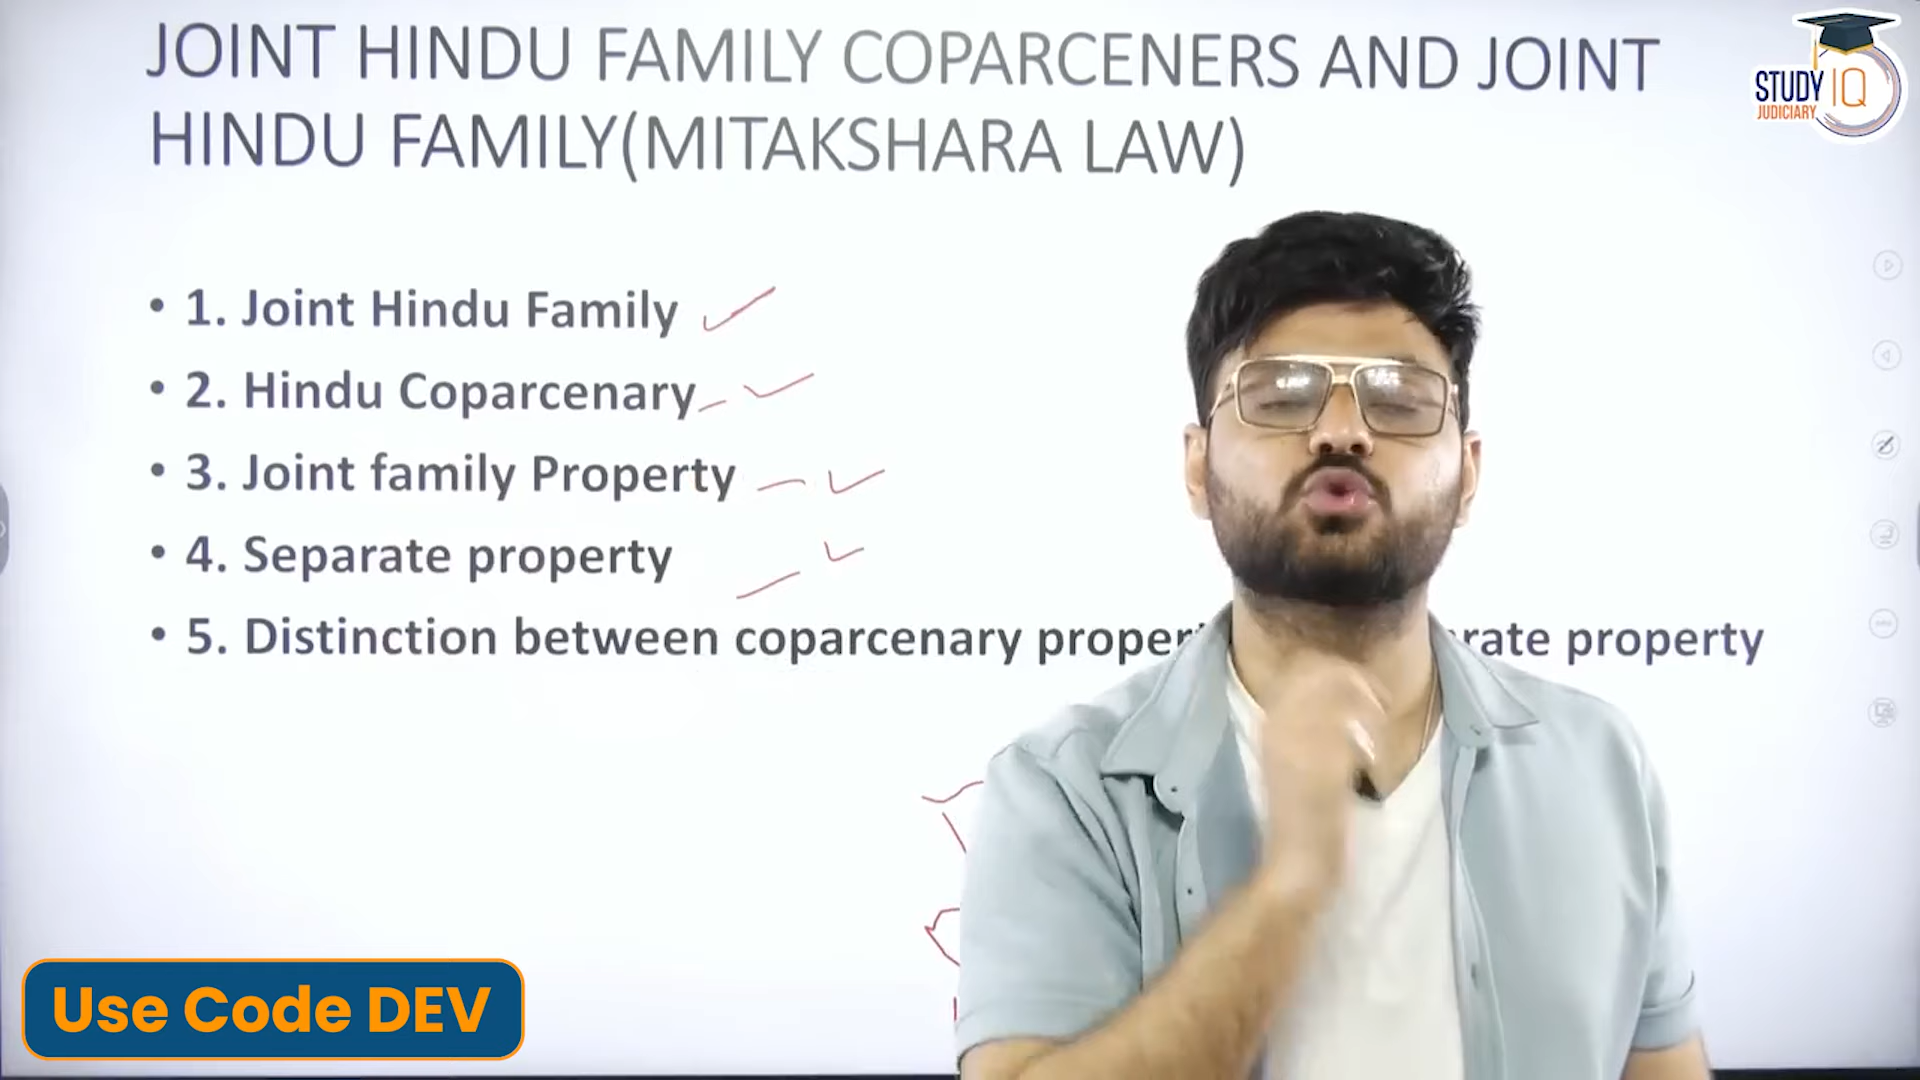 JOINT HINDU FAMILY COPARCENERS AND JOINT
HINDU FAMILY(MITAKSHARA LAW)
STUDY IQ
JUDICIARY
• 1. Joint Hindu Family
• 2. Hindu Coparcenary
• 3. Joint family Property
• 4. Separate property
• 5. Distinction between coparcenary proper rate property
Use Code DEV